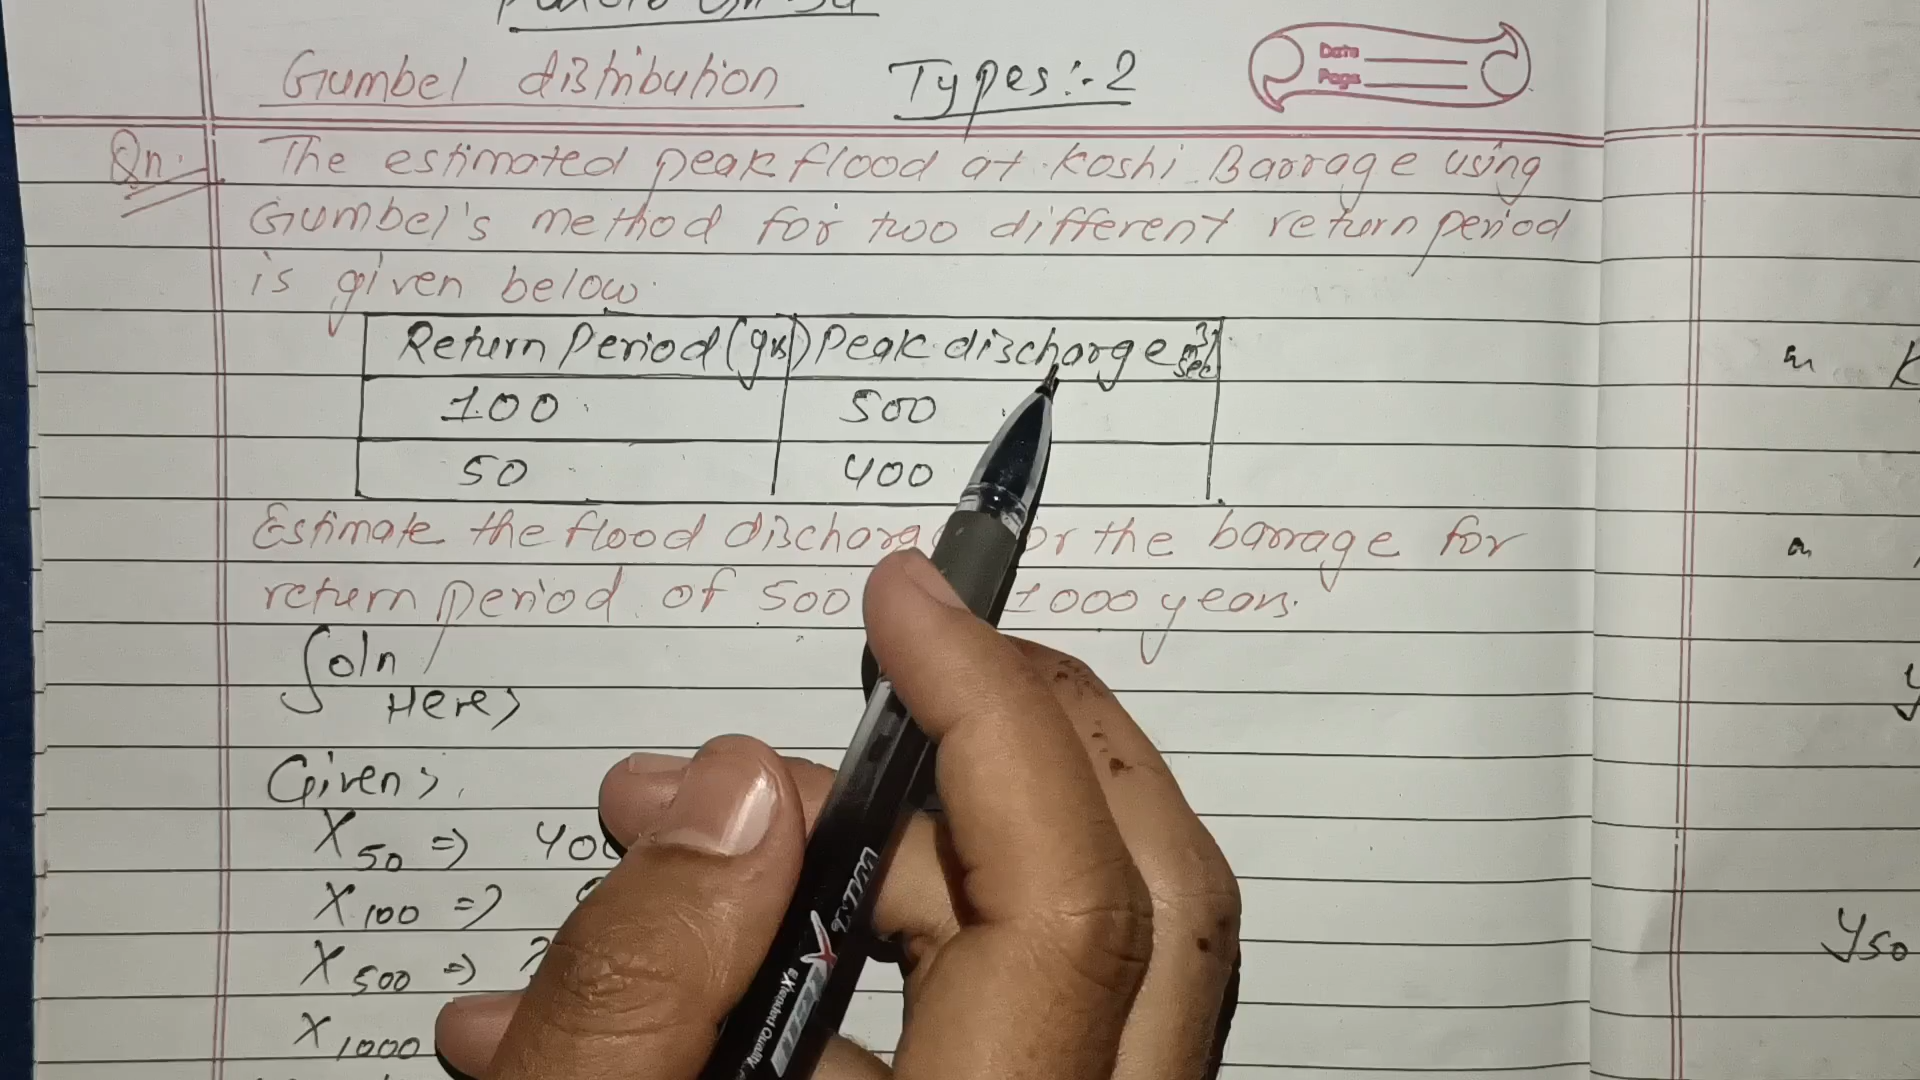 Gumbel distribution Types:-2
Date
Page
Qn. The estimated peak flood at Koshi Barrage using
Gumbel's method for two different return period
is given below.
Return Period (yrs) Peak discharge m³/sec
100 500
50 400
Estimate the flood discharge for the barrage for
return period of 500 1000 years.
Soln
Here,
Given,
X50 => 400
X100 =>
X500 => ?
X1000
y50